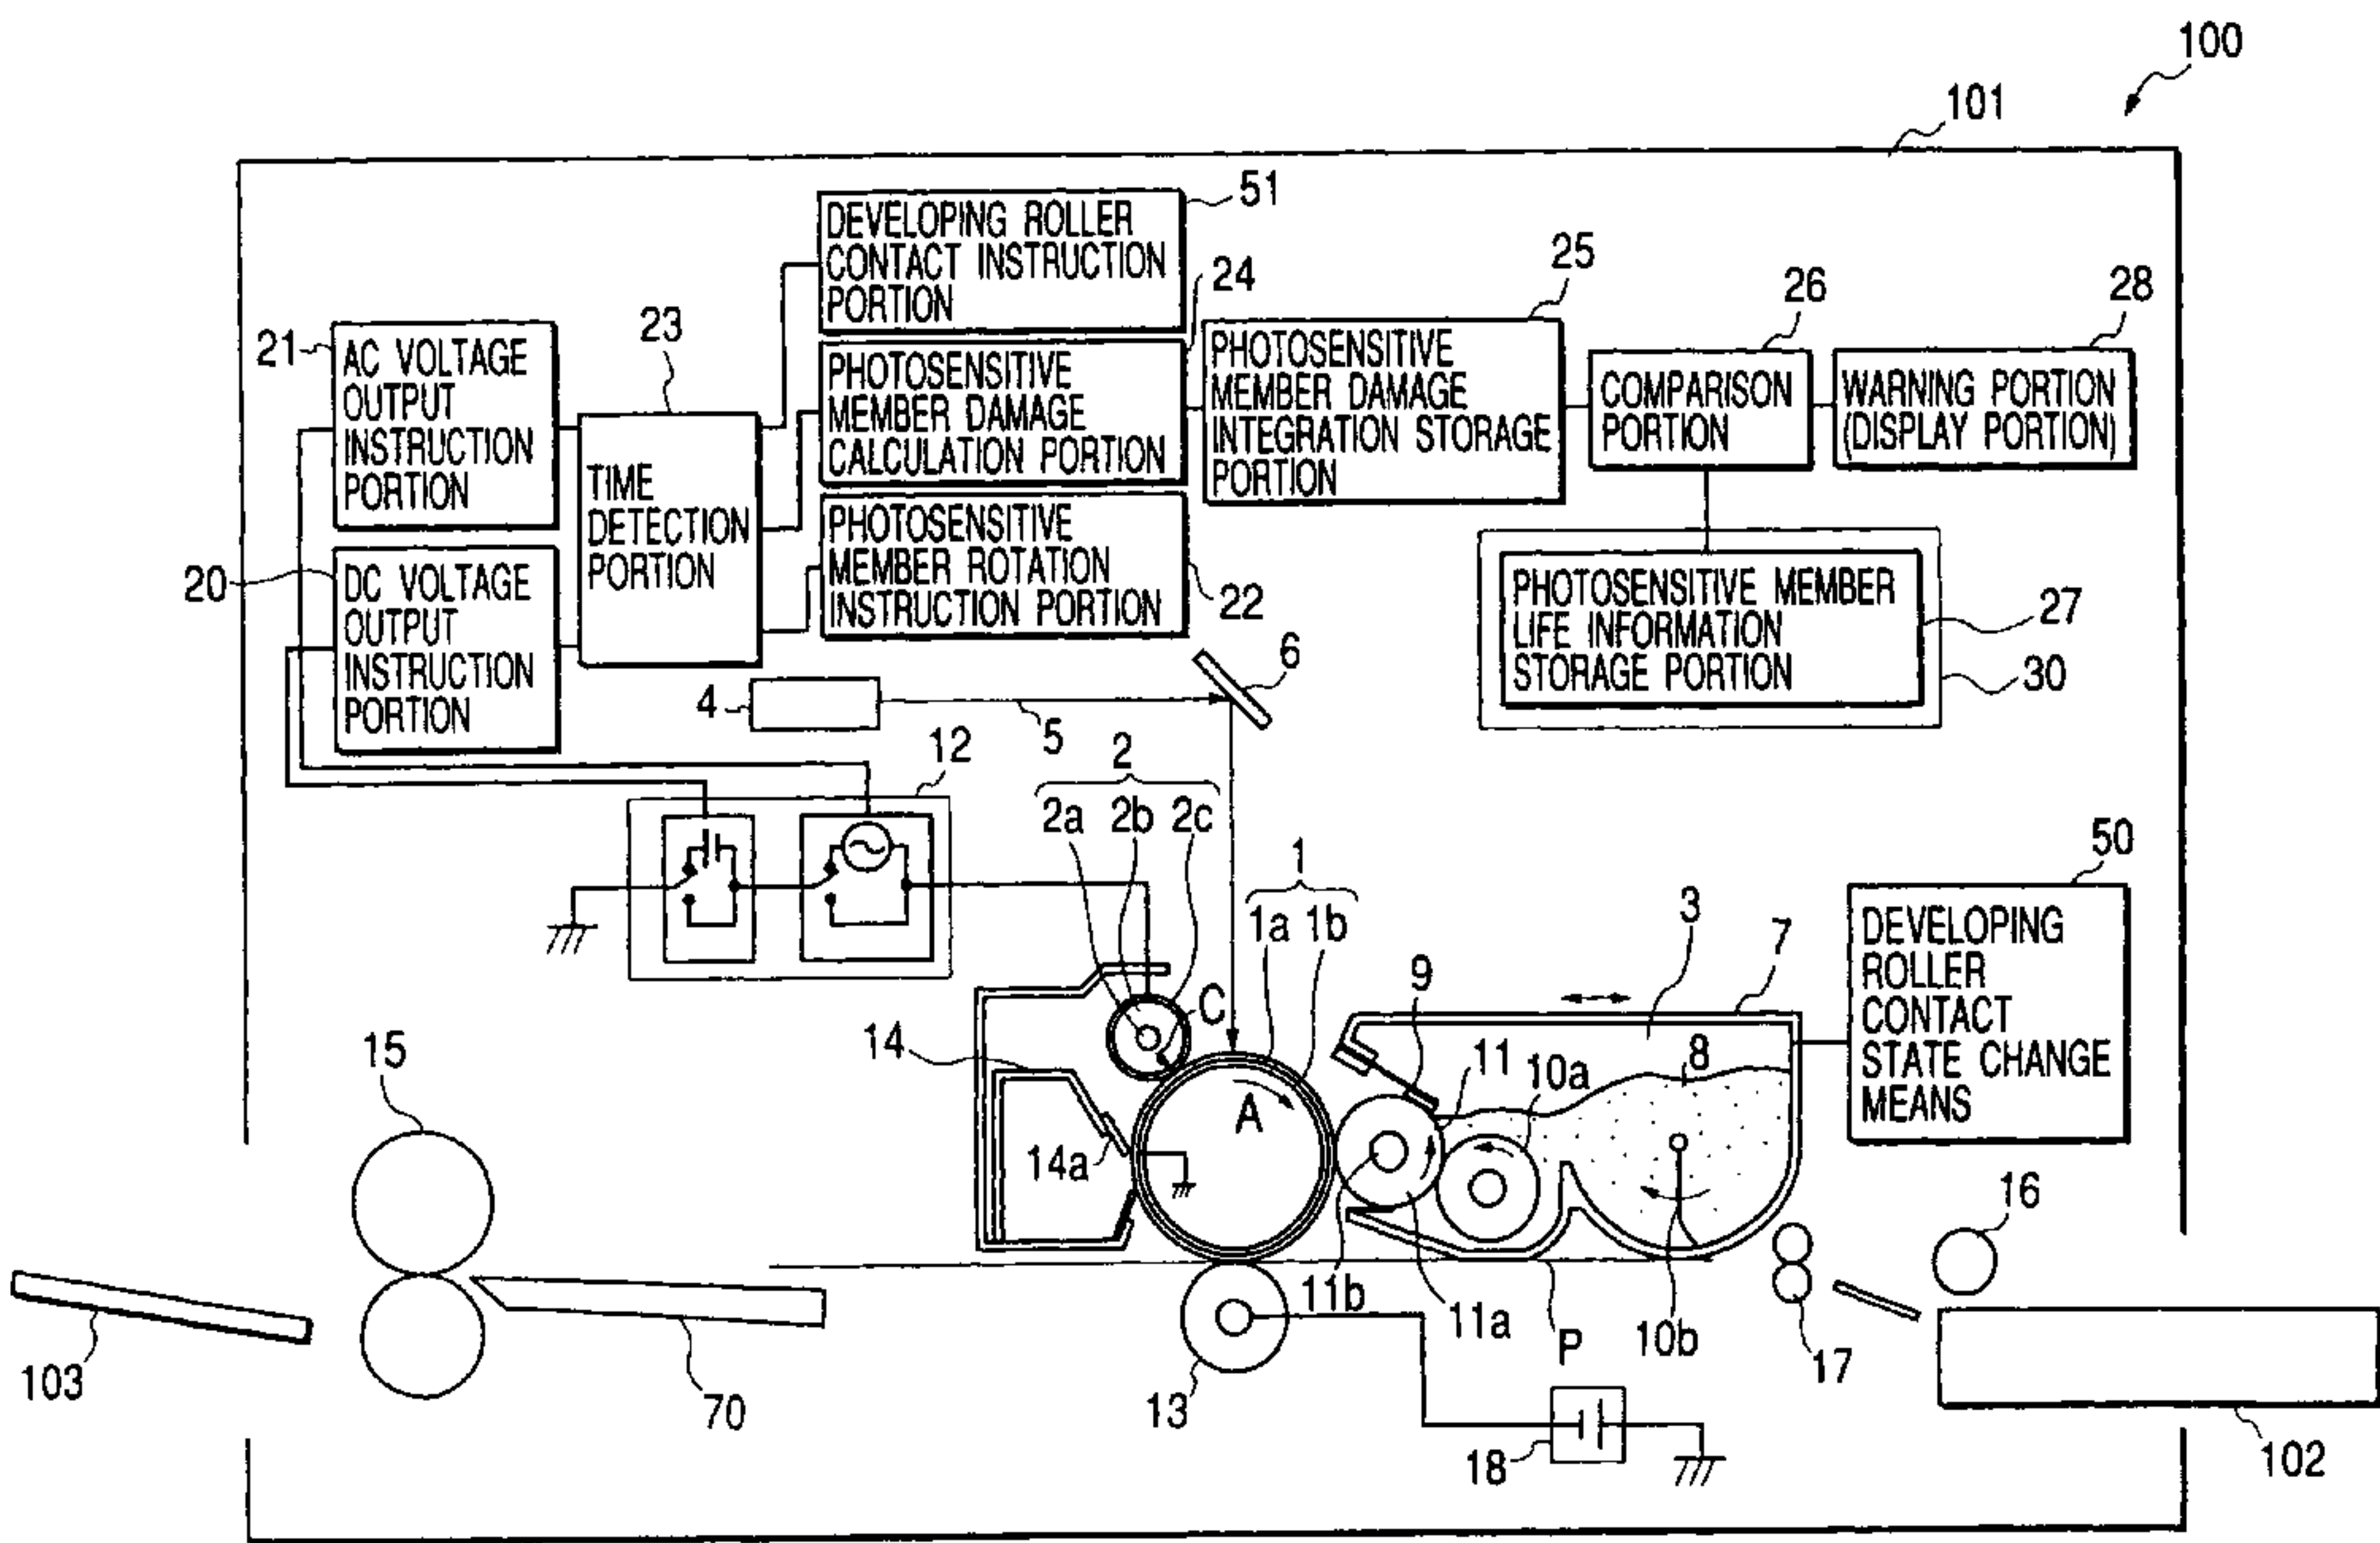 100
101
51
DEVELOPING ROLLER
CONTACT INSTRUCTION
PORTION
24
25
26
28
23
21
AC VOLTAGE
OUTPUT
INSTRUCTION
PORTION
PHOTOSENSITIVE
MEMBER DAMAGE
CALCULATION PORTION
PHOTOSENSITIVE
MEMBER DAMAGE
INTEGRATION STORAGE
PORTION
COMPARISON
PORTION
WARNING PORTION
(DISPLAY PORTION)
TIME
DETECTION
PORTION
PHOTOSENSITIVE
MEMBER ROTATION
INSTRUCTION PORTION
22
20
DC VOLTAGE
OUTPUT
INSTRUCTION
PORTION
PHOTOSENSITIVE MEMBER
LIFE INFORMATION
STORAGE PORTION
27
30
6
4
5
12
2
2a 2b 2c
1
1a 1b
50
DEVELOPING
ROLLER
CONTACT
STATE CHANGE
MEANS
3
7
9
C
14
15
11
10a
8
A
14a
16
11b
11a
P
10b
17
103
70
13
18
102